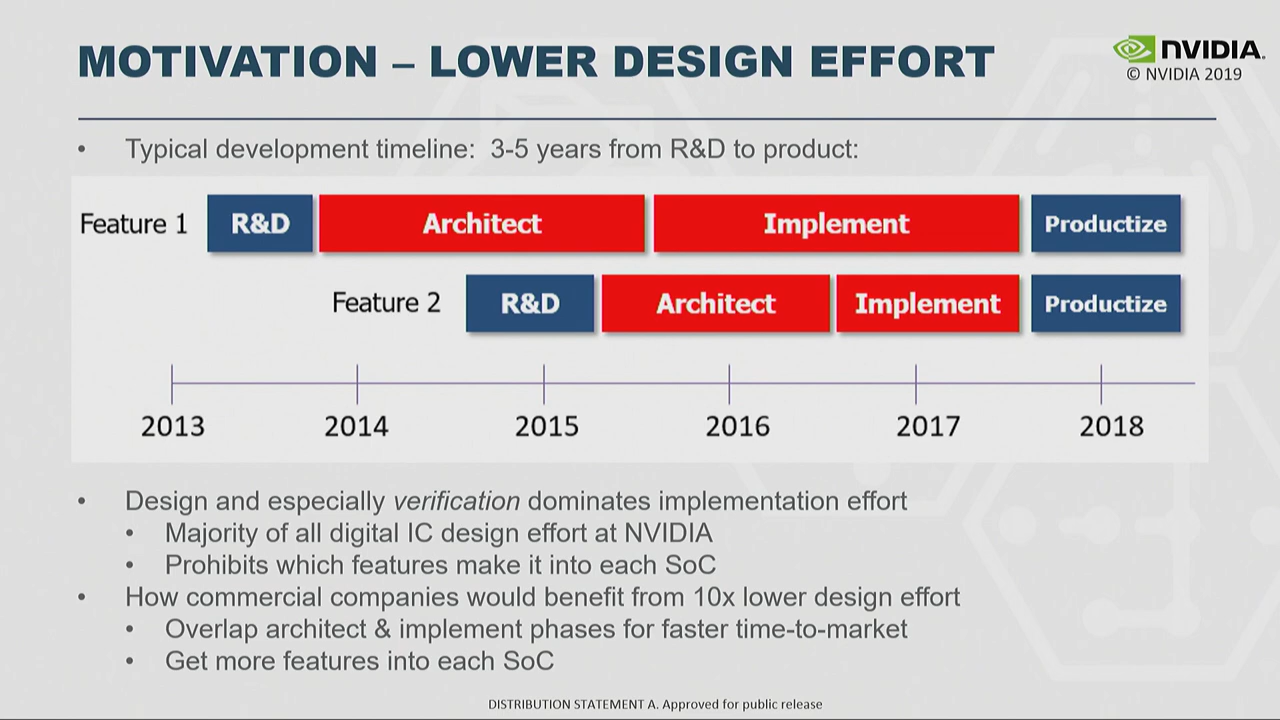 MOTIVATION – LOWER DESIGN EFFORT
NVIDIA.
© NVIDIA 2019
• Typical development timeline: 3-5 years from R&D to product:
Feature 1 R&D Architect Implement Productize
Feature 2 R&D Architect Implement Productize
2013 2014 2015 2016 2017 2018
• Design and especially verification dominates implementation effort
• Majority of all digital IC design effort at NVIDIA
• Prohibits which features make it into each SoC
• How commercial companies would benefit from 10x lower design effort
• Overlap architect & implement phases for faster time-to-market
• Get more features into each SoC
DISTRIBUTION STATEMENT A. Approved for public release